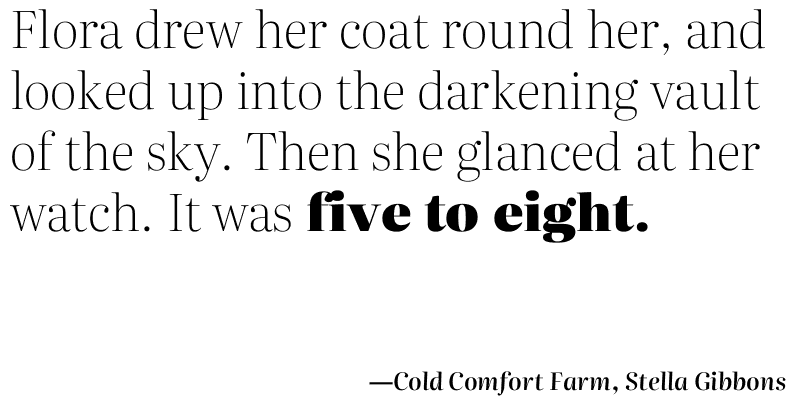 Flora drew her coat round her, and
looked up into the darkening vault
of the sky. Then she glanced at her
watch. It was five to eight.
—Cold Comfort Farm, Stella Gibbons